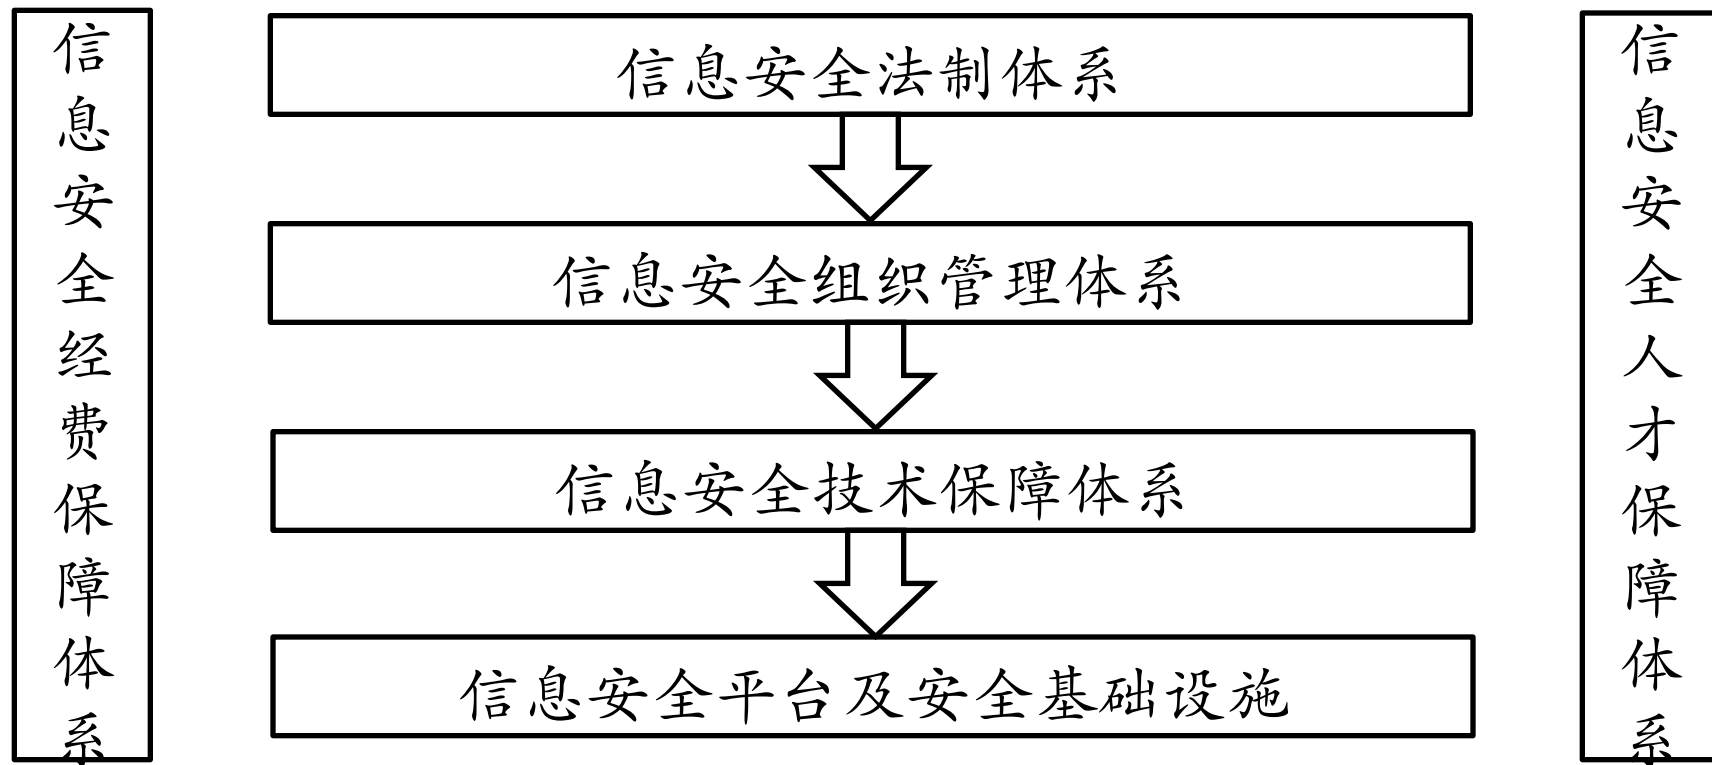 信息安全经费保障体系
信息安全法制体系
信息安全组织管理体系
信息安全技术保障体系
信息安全平台及安全基础设施
信息安全人才保障体系